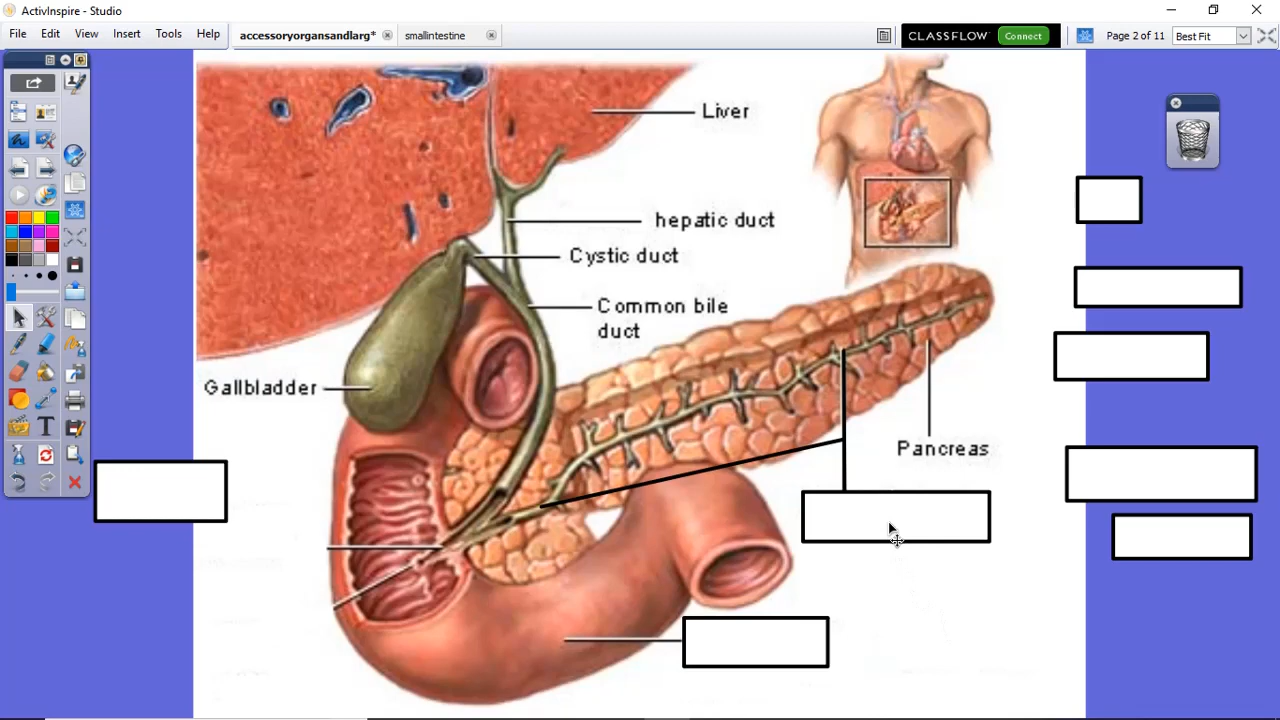 ActivInspire - Studio
File Edit View Insert Tools Help
accessoryorgansandlarg*
smallintestine
CLASSFLOW
Connect
Page 2 of 11
Best Fit
Liver
hepatic duct
Cystic duct
Common bile
duct
Gallbladder
Pancreas